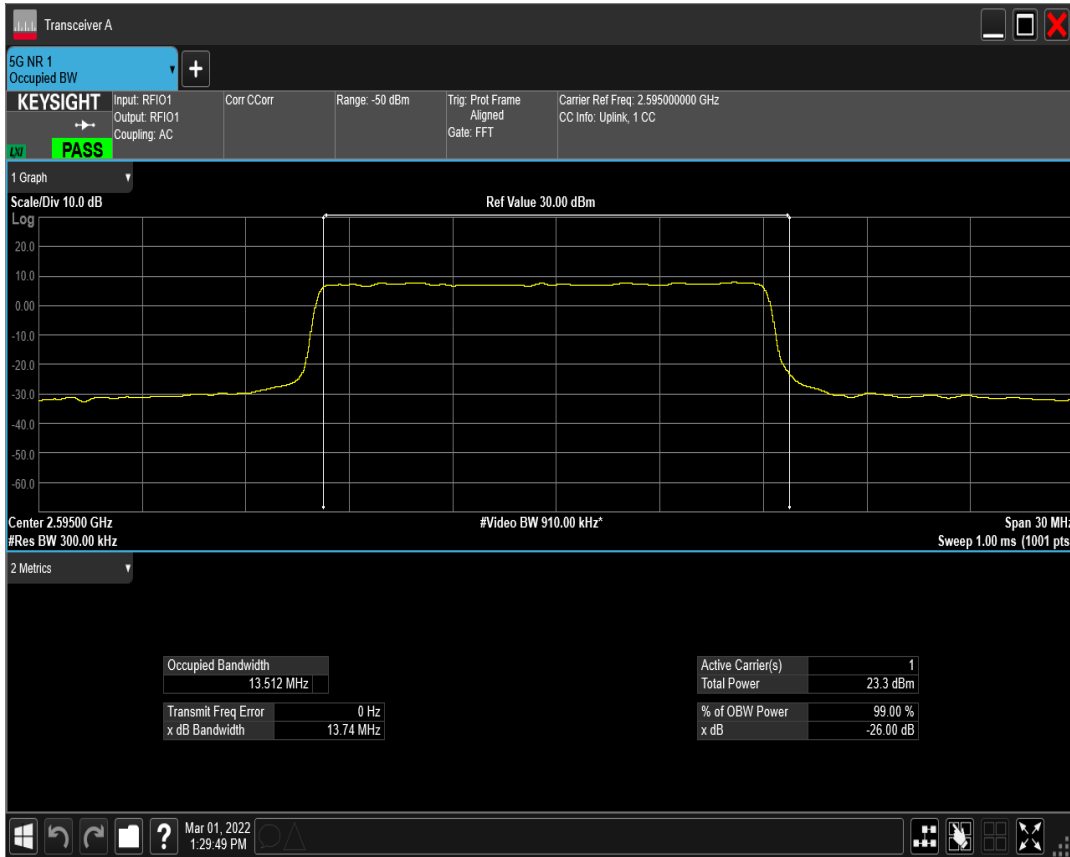 Transceiver A
5G NR 1
Occupied BW
+
KEYSIGHT Input: RFIO1 Corr CCorr Range: -50 dBm Trig: Prot Frame Carrier Ref Freq: 2.595000000 GHz
Output: RFIO1 Aligned CC Info: Uplink, 1 CC
Coupling: AC Gate: FFT
LXI PASS
1 Graph
Scale/Div 10.0 dB Ref Value 30.00 dBm
Log
20.0
10.0
0.00
-10.0
-20.0
-30.0
-40.0
-50.0
-60.0
Center 2.59500 GHz #Video BW 910.00 kHz* Span 30 MHz
#Res BW 300.00 kHz Sweep 1.00 ms (1001 pts
2 Metrics
Occupied Bandwidth Active Carrier(s) 1
13.512 MHz Total Power 23.3 dBm
Transmit Freq Error 0 Hz % of OBW Power 99.00 %
x dB Bandwidth 13.74 MHz x dB -26.00 dB
? Mar 01, 2022
1:29:49 PM